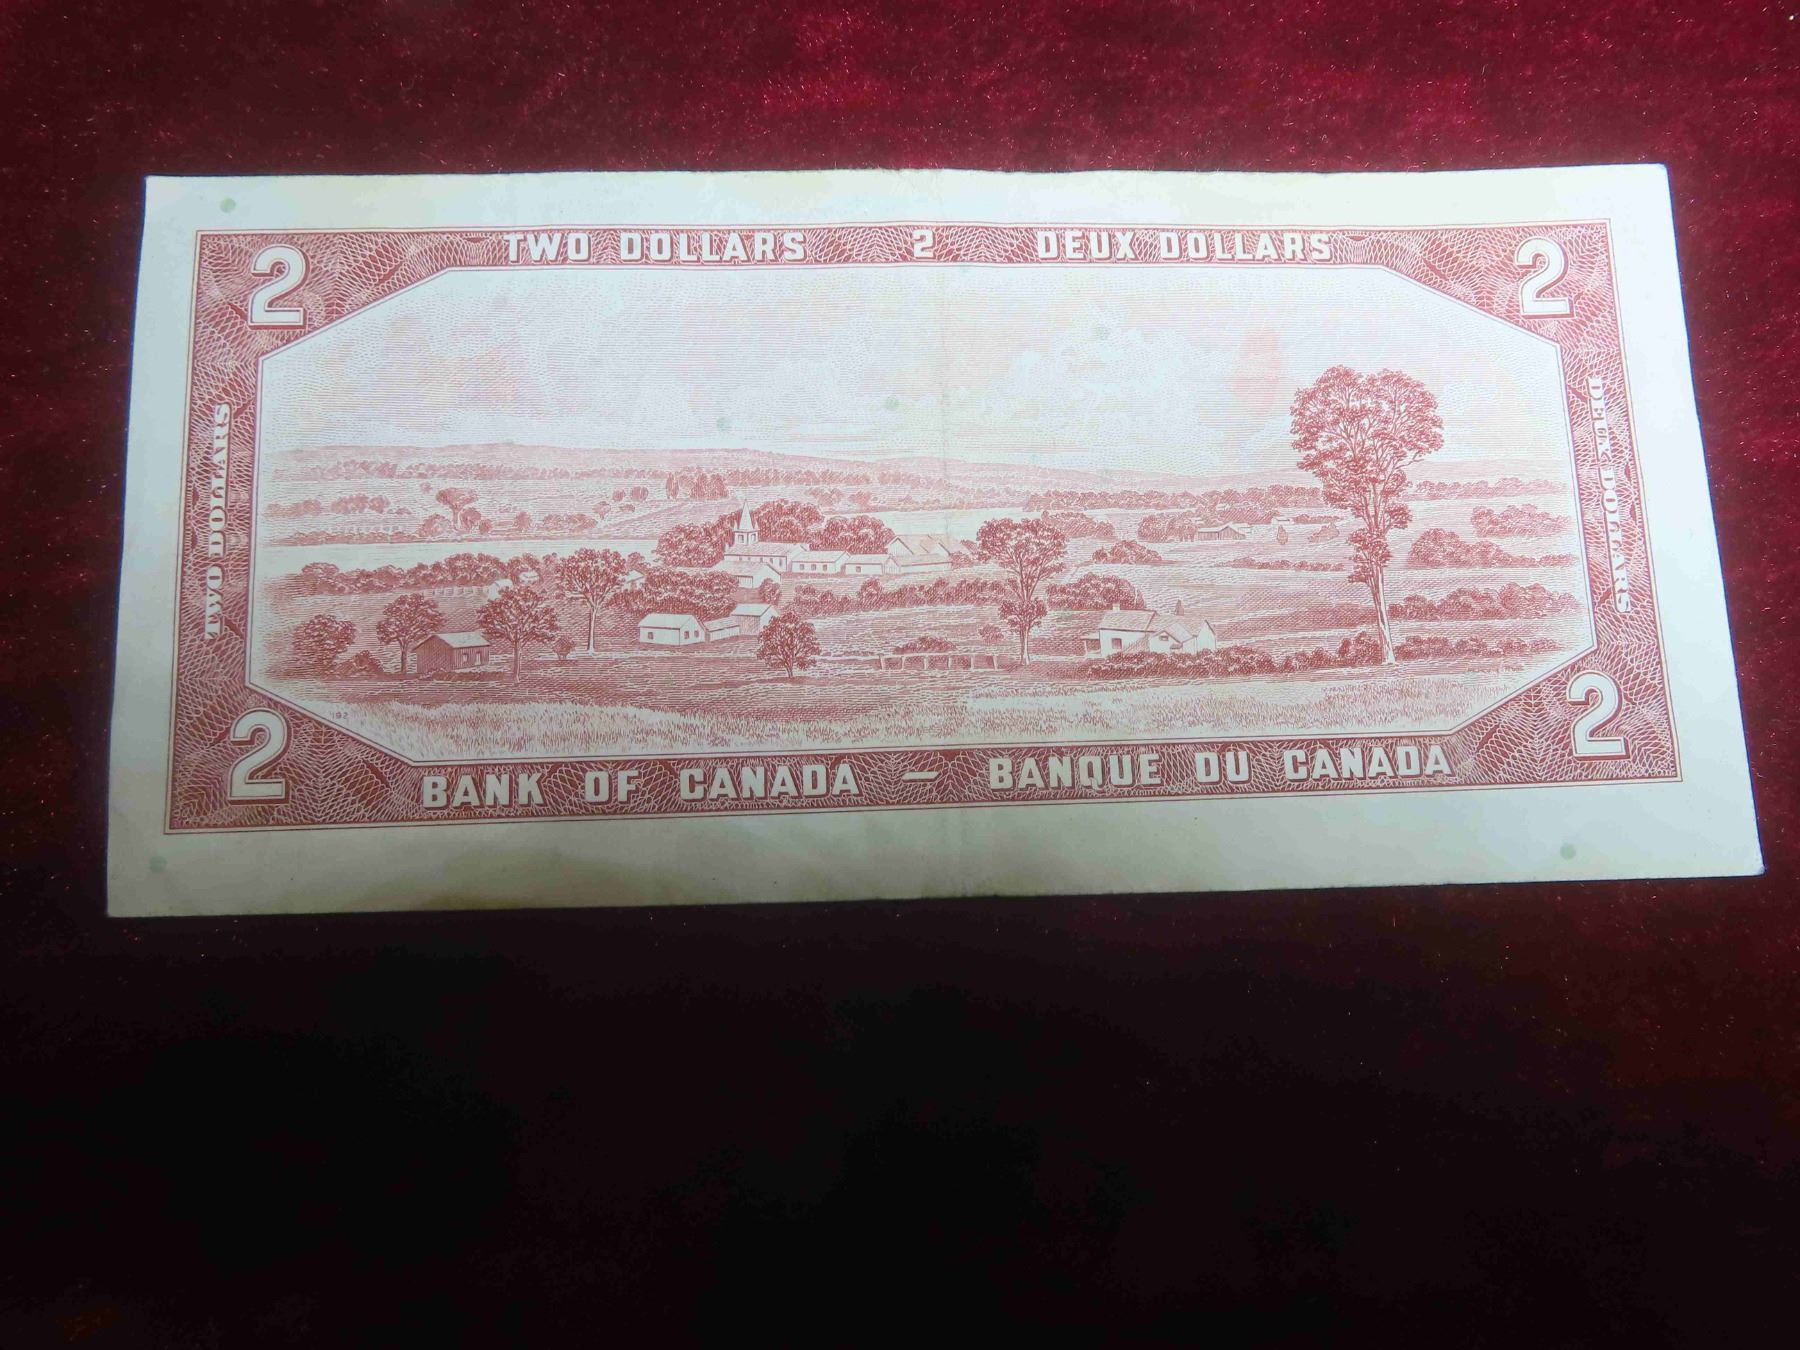 TWO DOLLARS 2 DEUX DOLLARS
2
2
TWO DOLLARS
DEUX DOLLARS
2
2
BANK OF CANADA — BANQUE DU CANADA